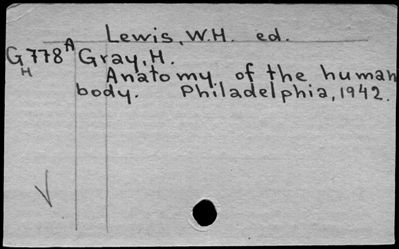 Lewis, W.H. ed.
G778A Gray, H.
H Anatomy of the human
body. Philadelphia, 1942.